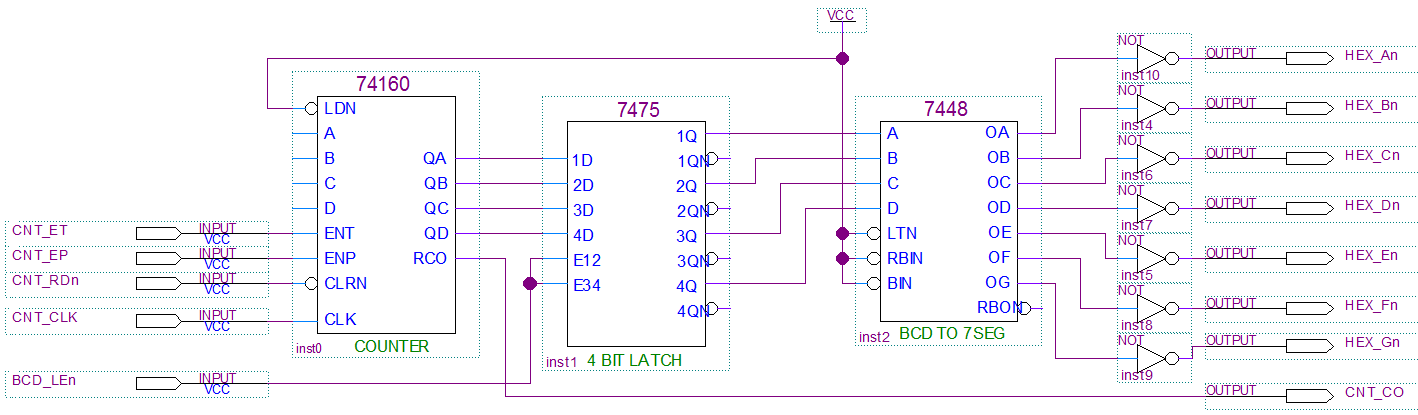 VCC
74160
LDN
A
B
C
D
ENT
ENP
CLRN
CLK
QA
QB
QC
QD
RCO
inst0
COUNTER
CNT_ET
INPUT
VCC
CNT_EP
INPUT
VCC
CNT_RDn
INPUT
VCC
CNT_CLK
INPUT
VCC
BCD_LEn
INPUT
VCC
7475
1D
2D
3D
4D
E12
E34
1Q
1QN
2Q
2QN
3Q
3QN
4Q
4QN
inst1
4 BIT LATCH
7448
A
B
C
D
LTN
RBIN
BIN
OA
OB
OC
OD
OE
OF
OG
RBON
inst2
BCD TO 7SEG
NOT
inst10
OUTPUT
HEX_An
NOT
inst4
OUTPUT
HEX_Bn
NOT
inst6
OUTPUT
HEX_Cn
NOT
inst7
OUTPUT
HEX_Dn
NOT
inst5
OUTPUT
HEX_En
NOT
inst8
OUTPUT
HEX_Fn
NOT
inst9
OUTPUT
HEX_Gn
OUTPUT
CNT_CO